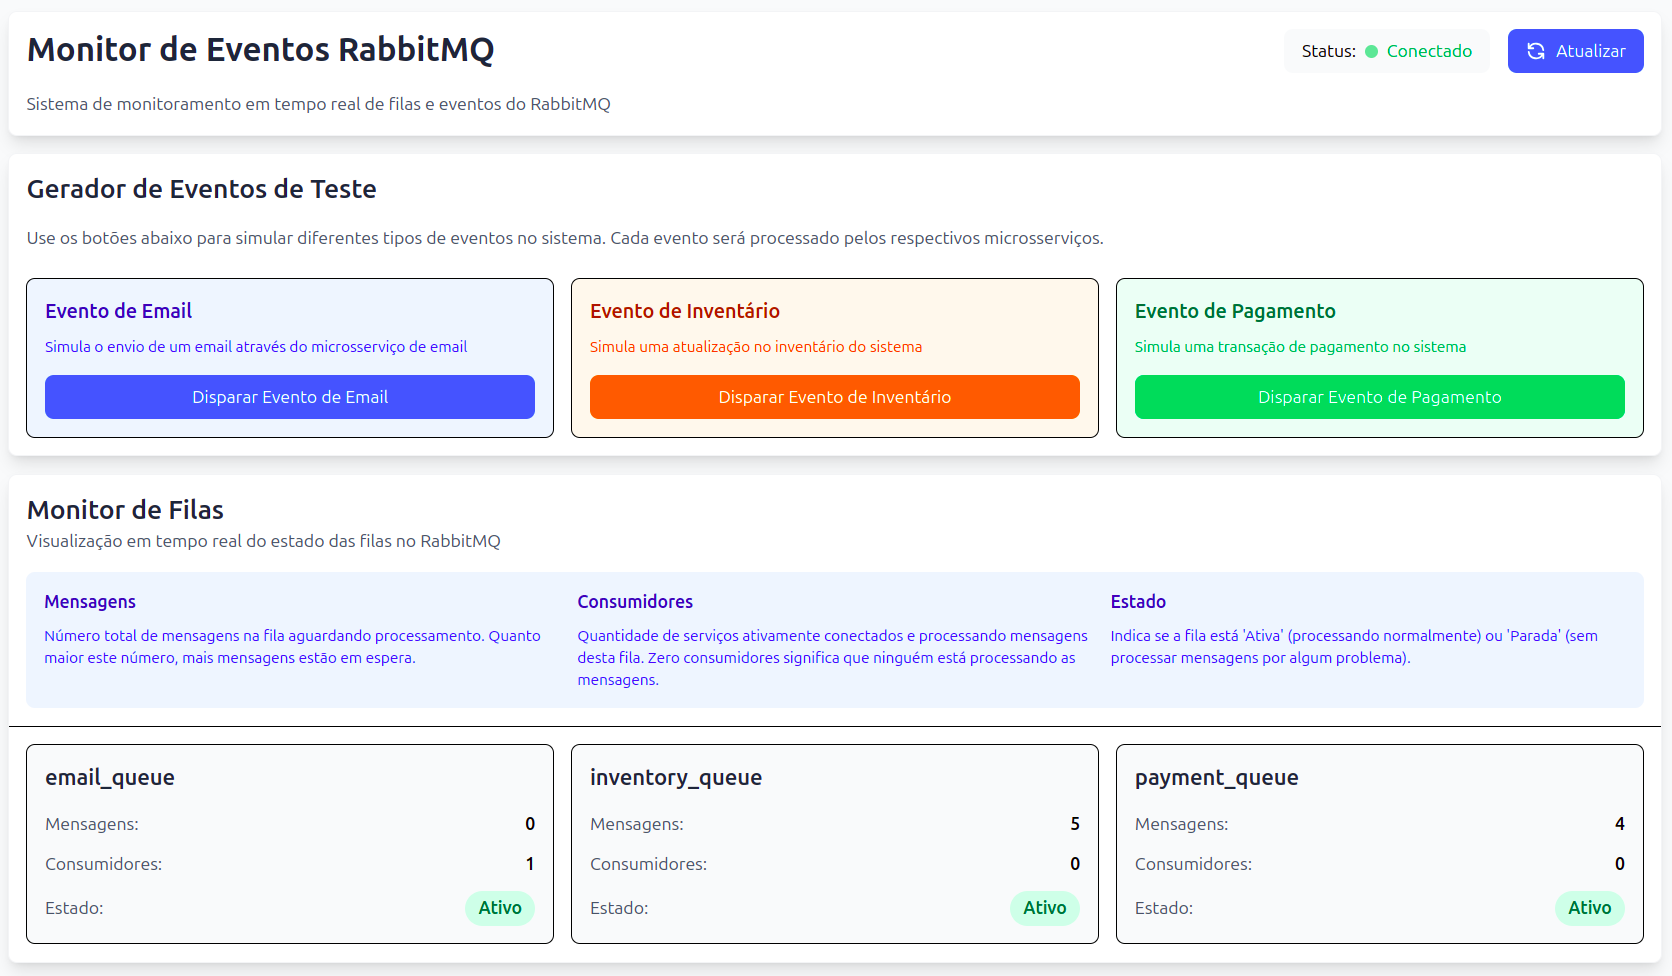 Monitor de Eventos RabbitMQ
Status: Conectado
Atualizar
Sistema de monitoramento em tempo real de filas e eventos do RabbitMQ
Gerador de Eventos de Teste
Use os botões abaixo para simular diferentes tipos de eventos no sistema. Cada evento será processado pelos respectivos microsserviços.
Evento de Email
Simula o envio de um email através do microsserviço de email
Disparar Evento de Email
Evento de Inventário
Simula uma atualização no inventário do sistema
Disparar Evento de Inventário
Evento de Pagamento
Simula uma transação de pagamento no sistema
Disparar Evento de Pagamento
Monitor de Filas
Visualização em tempo real do estado das filas no RabbitMQ
Mensagens
Número total de mensagens na fila aguardando processamento. Quanto
maior este número, mais mensagens estão em espera.
Consumidores
Quantidade de serviços ativamente conectados e processando mensagens
desta fila. Zero consumidores significa que ninguém está processando as
mensagens.
Estado
Indica se a fila está 'Ativa' (processando normalmente) ou 'Parada' (sem
processar mensagens por algum problema).
email_queue
Mensagens: 0
Consumidores: 1
Estado: Ativo
inventory_queue
Mensagens: 5
Consumidores: 0
Estado: Ativo
payment_queue
Mensagens: 4
Consumidores: 0
Estado: Ativo